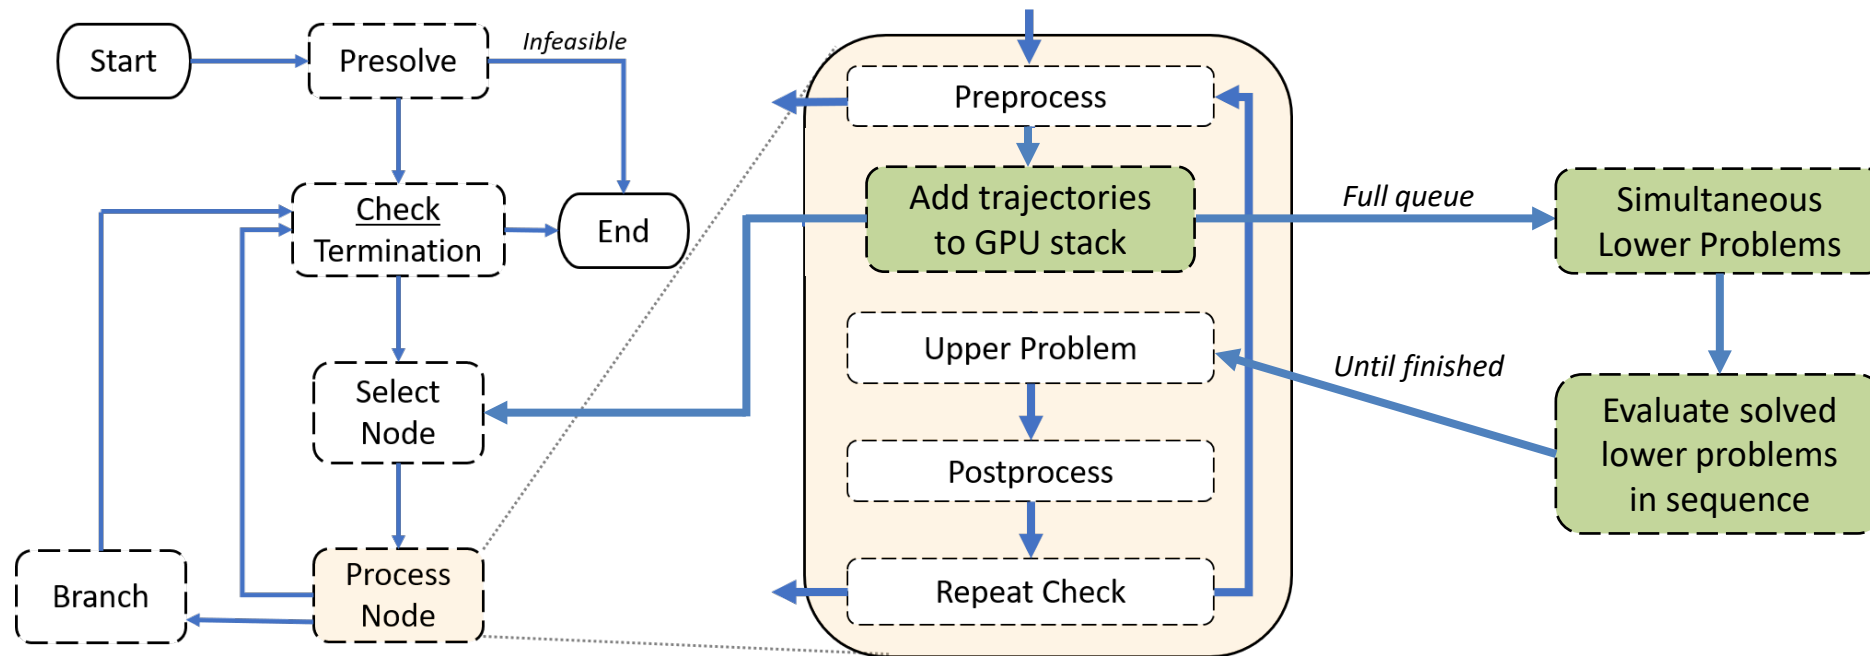 Start
Presolve
Infeasible
Check
Termination
End
Select
Node
Process
Node
Branch
Preprocess
Add trajectories
to GPU stack
Upper Problem
Postprocess
Repeat Check
Full queue
Simultaneous
Lower Problems
Until finished
Evaluate solved
lower problems
in sequence